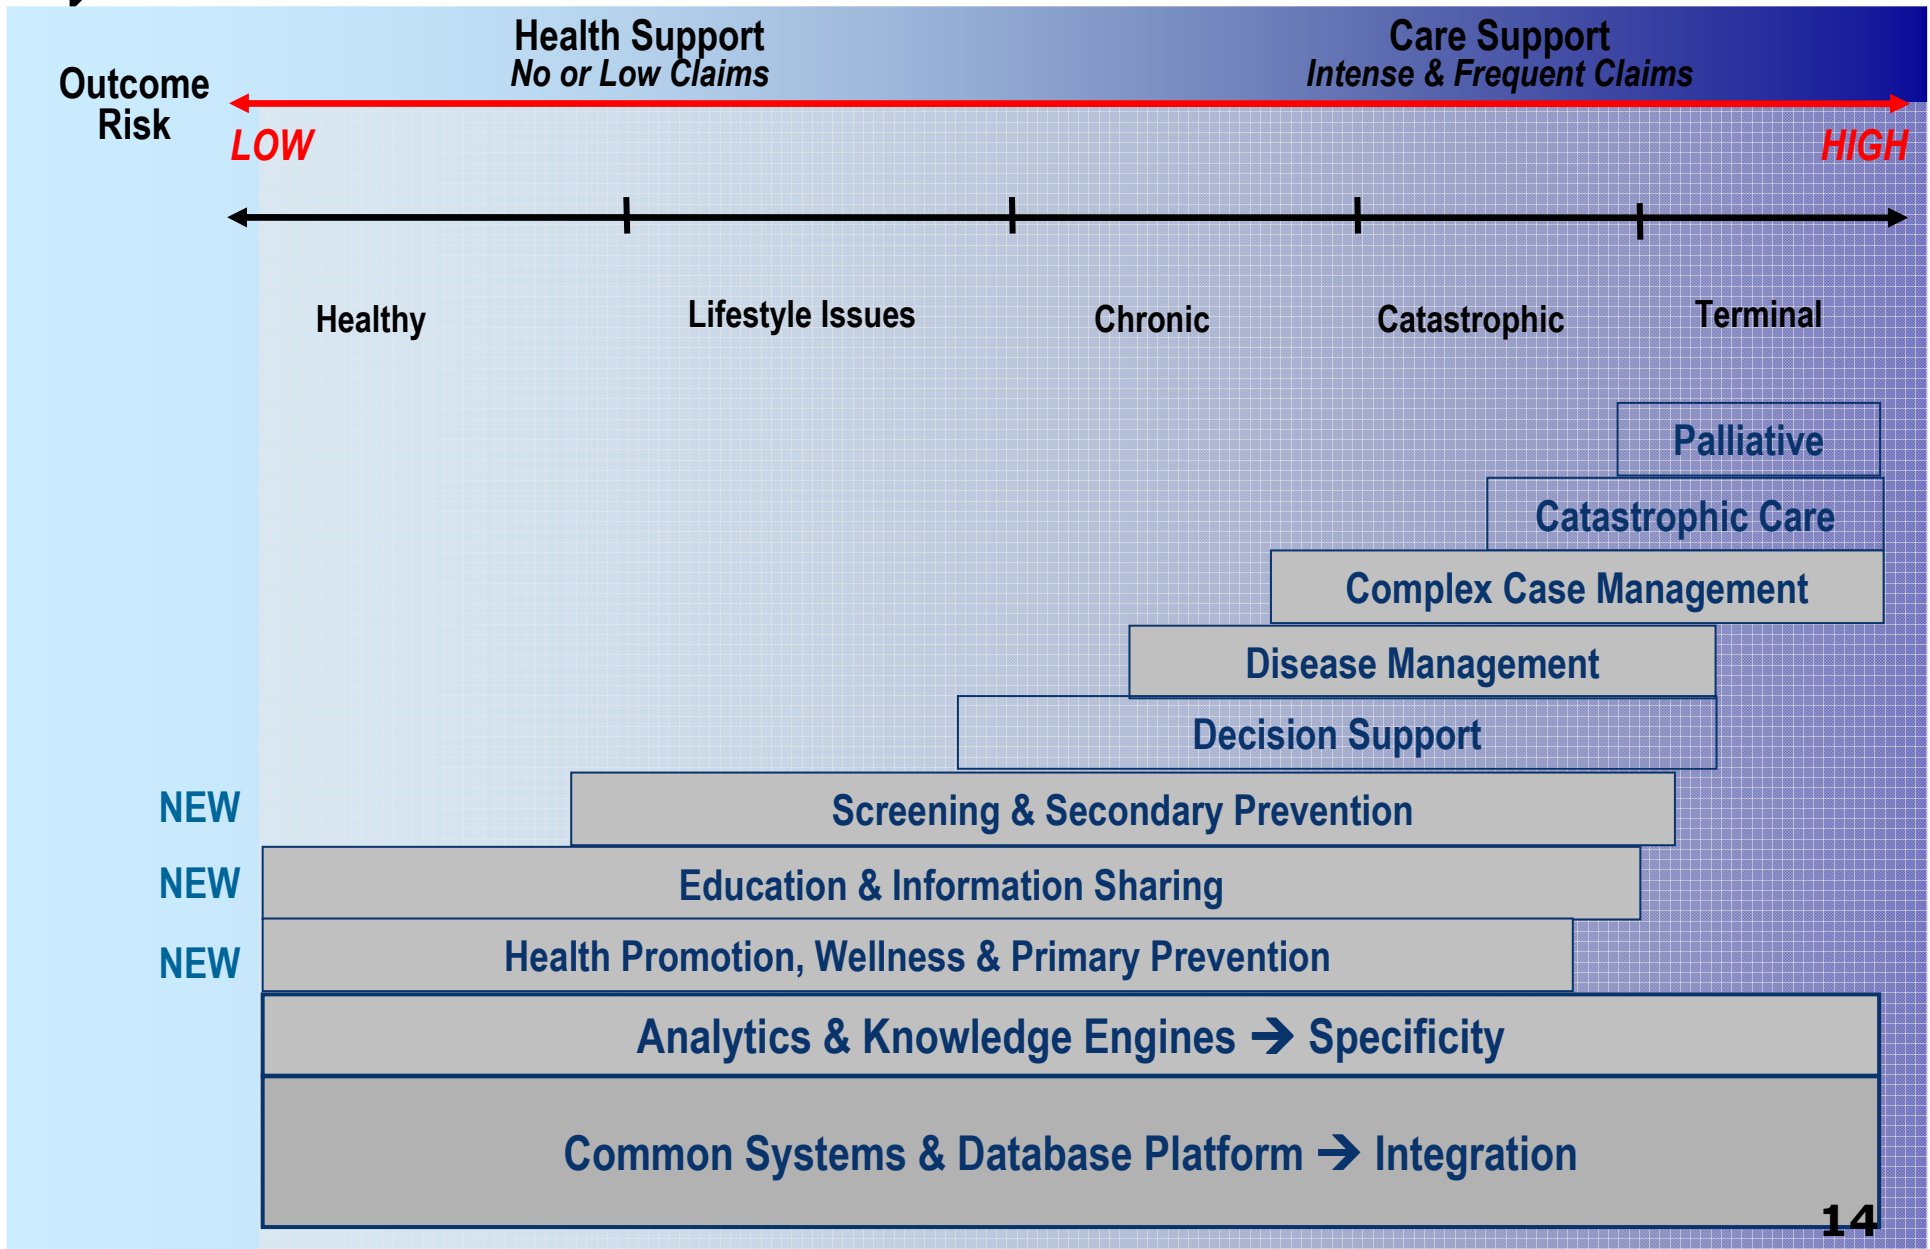 Health Support
No or Low Claims
Care Support
Intense & Frequent Claims
Outcome
Risk
LOW
HIGH
Healthy
Lifestyle Issues
Chronic
Catastrophic
Terminal
Palliative
Catastrophic Care
Complex Case Management
Disease Management
Decision Support
NEW
Screening & Secondary Prevention
NEW
Education & Information Sharing
NEW
Health Promotion, Wellness & Primary Prevention
Analytics & Knowledge Engines → Specificity
Common Systems & Database Platform → Integration
14